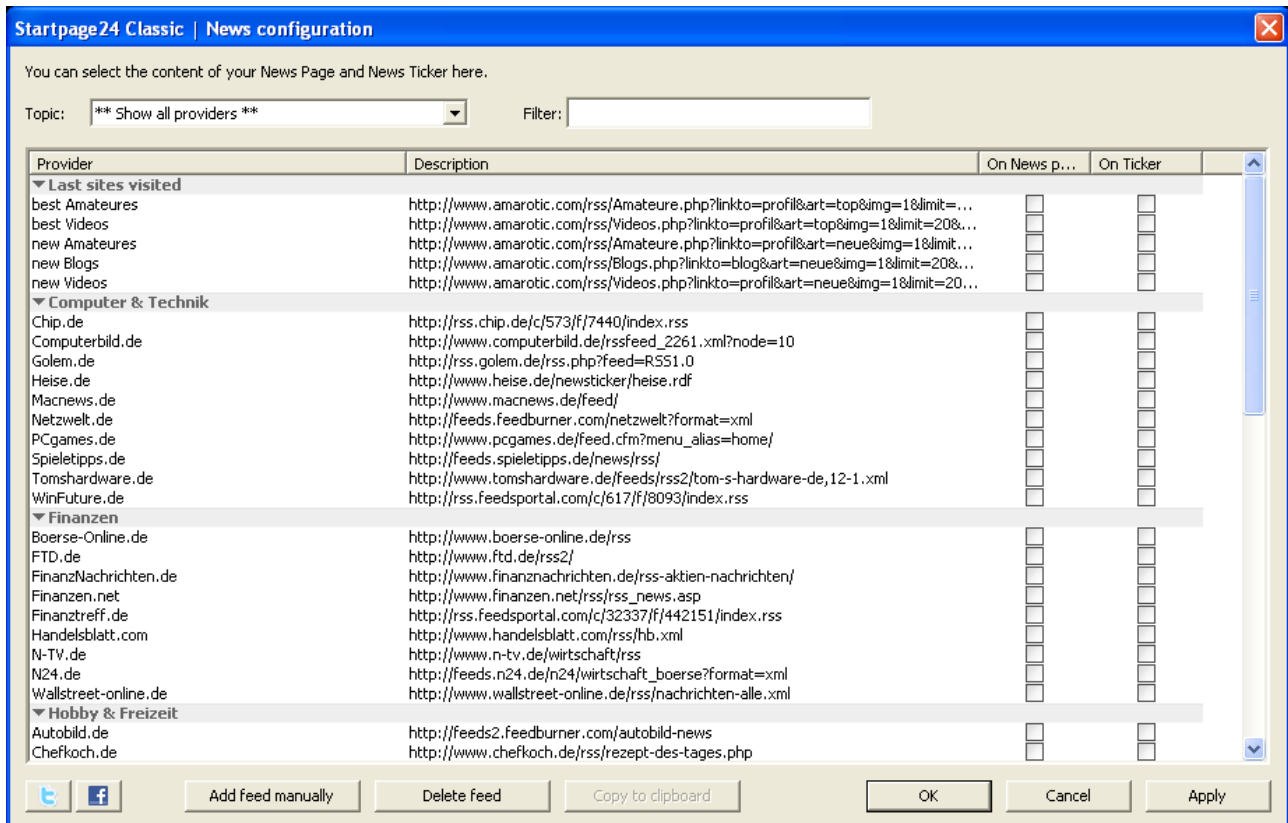 Startpage24 Classic | News configuration
You can select the content of your News Page and News Ticker here.
Topic: ** Show all providers ** Filter:
Provider Description On News p... On Ticker
Last sites visited
best Amateures http://www.amarotic.com/rss/Amateure.php?linkto=profil&art=top&img=1&limit=...
best Videos http://www.amarotic.com/rss/Videos.php?linkto=profil&art=top&img=1&limit=20&...
new Amateures http://www.amarotic.com/rss/Amateure.php?linkto=profil&art=neue&img=1&limit...
new Blogs http://www.amarotic.com/rss/Blogs.php?linkto=blog&art=neue&img=1&limit=20&...
new Videos http://www.amarotic.com/rss/Videos.php?linkto=profil&art=neue&img=1&limit=20...
Computer & Technik
Chip.de http://rss.chip.de/c/573/f/7440/index.rss
Computerbild.de http://www.computerbild.de/rssfeed_2261.xml?node=10
Golem.de http://rss.golem.de/rss.php?feed=RSS1.0
Heise.de http://www.heise.de/newsticker/heise.rdf
Macnews.de http://www.macnews.de/feed/
Netzwelt.de http://feeds.feedburner.com/netzwelt?format=xml
PCgames.de http://www.pcgames.de/feed.cfm?menu_alias=home/
Spieletipps.de http://feeds.spieletipps.de/news/rss/
Tomshardware.de http://www.tomshardware.de/feeds/rss2/tom-s-hardware-de,12-1.xml
WinFuture.de http://rss.feedsportal.com/c/617/f/8093/index.rss
Finanzen
Boerse-Online.de http://www.boerse-online.de/rss
FTD.de http://www.ftd.de/rss2/
FinanzNachrichten.de http://www.finanznachrichten.de/rss-aktien-nachrichten/
Finanzen.net http://www.finanzen.net/rss/rss_news.asp
Finanztreff.de http://rss.feedsportal.com/c/32337/f/442151/index.rss
Handelsblatt.com http://www.handelsblatt.com/rss/hb.xml
N-TV.de http://www.n-tv.de/wirtschaft/rss
N24.de http://feeds.n24.de/n24/wirtschaft_boerse?format=xml
Wallstreet-online.de http://www.wallstreet-online.de/rss/nachrichten-alle.xml
Hobby & Freizeit
Autobild.de http://feeds2.feedburner.com/autobild-news
Chefkoch.de http://www.chefkoch.de/rss/rezept-des-tages.php
Add feed manually Delete feed Copy to clipboard OK Cancel Apply